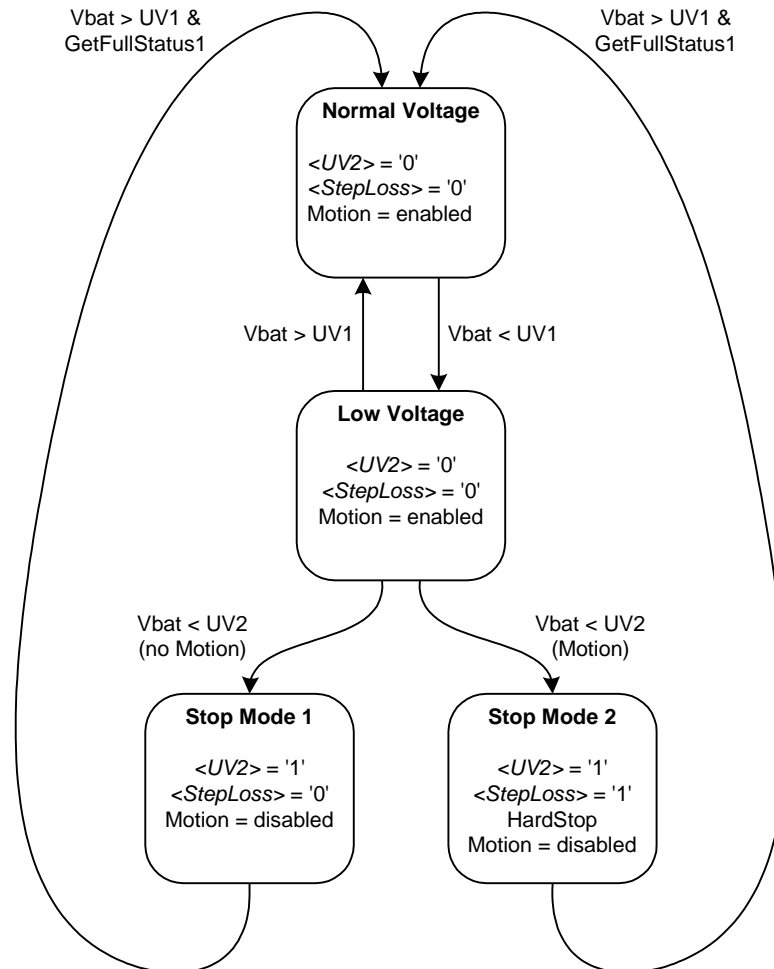 Vbat > UV1 &
GetFullStatus1
Vbat > UV1 &
GetFullStatus1
Normal Voltage
<UV2> = '0'
<StepLoss> = '0'
Motion = enabled
Vbat > UV1
Vbat < UV1
Low Voltage
<UV2> = '0'
<StepLoss> = '0'
Motion = enabled
Vbat < UV2
(no Motion)
Vbat < UV2
(Motion)
Stop Mode 1
<UV2> = '1'
<StepLoss> = '0'
Motion = disabled
Stop Mode 2
<UV2> = '1'
<StepLoss> = '1'
HardStop
Motion = disabled